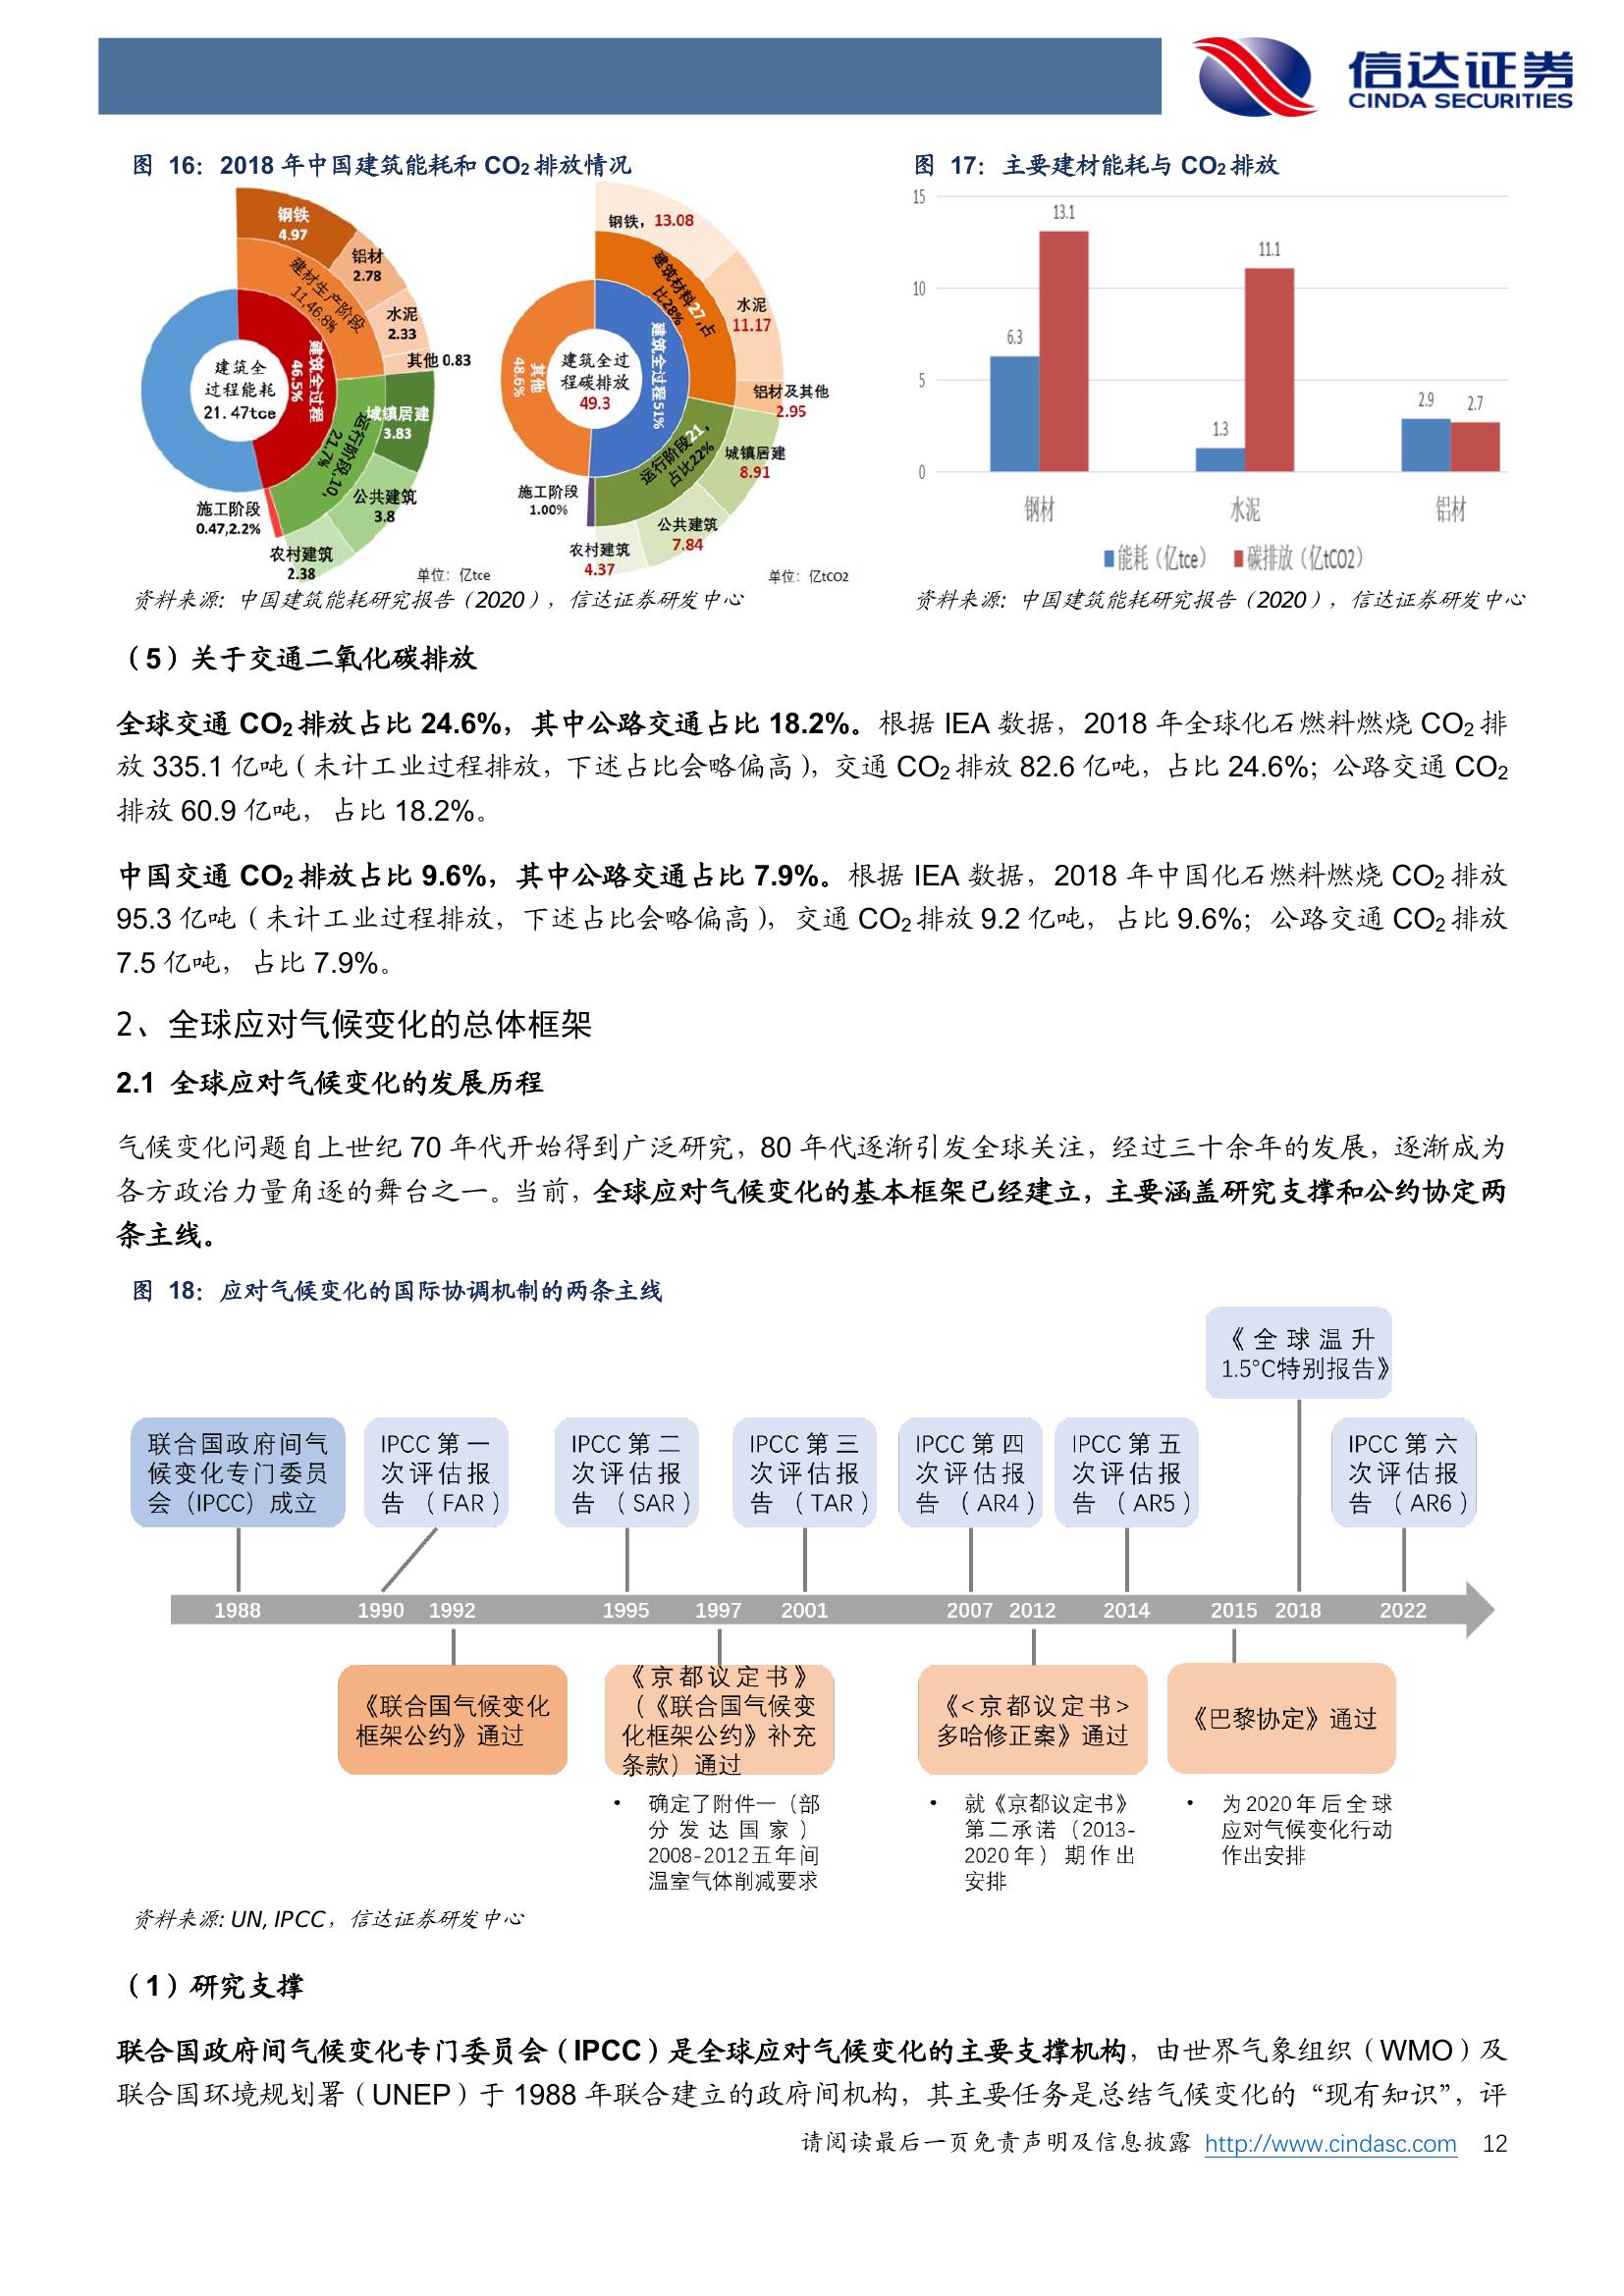 信达证券
CINDA SECURITIES
图 16：2018 年中国建筑能耗和 CO2 排放情况
钢铁
4.97
铝材
2.78
水泥
2.33
其他 0.83
建材生产阶段
11,46.8%
建筑全过程
46.5%
建筑全
过程能耗
21.47tce
城镇居建
3.83
运行阶段,10,
21.7%
公共建筑
3.8
施工阶段
0.47,2.2%
农村建筑
2.38
单位：亿tce
钢铁，13.08
建筑材料27,占
比28%
水泥
11.17
铝材及其他
2.95
其他
48.6%
建筑全过
程碳排放
49.3
建筑全过程51%
运行阶段21，
占比22%
城镇居建
8.91
施工阶段
1.00%
公共建筑
7.84
农村建筑
4.37
单位：亿tCO2
资料来源: 中国建筑能耗研究报告（2020），信达证券研发中心
图 17：主要建材能耗与 CO2 排放
15
10
5
0
6.3
13.1
1.3
11.1
2.9
2.7
钢材
水泥
铝材
能耗（亿tce） 碳排放（亿tCO2）
资料来源: 中国建筑能耗研究报告（2020），信达证券研发中心
（5）关于交通二氧化碳排放
全球交通 CO2 排放占比 24.6%，其中公路交通占比 18.2%。根据 IEA 数据，2018 年全球化石燃料燃烧 CO2 排
放 335.1 亿吨（未计工业过程排放，下述占比会略偏高），交通 CO2 排放 82.6 亿吨，占比 24.6%；公路交通 CO2
排放 60.9 亿吨，占比 18.2%。
中国交通 CO2 排放占比 9.6%，其中公路交通占比 7.9%。根据 IEA 数据，2018 年中国化石燃料燃烧 CO2 排放
95.3 亿吨（未计工业过程排放，下述占比会略偏高），交通 CO2 排放 9.2 亿吨，占比 9.6%；公路交通 CO2 排放
7.5 亿吨，占比 7.9%。
2、全球应对气候变化的总体框架
2.1 全球应对气候变化的发展历程
气候变化问题自上世纪 70 年代开始得到广泛研究，80 年代逐渐引发全球关注，经过三十余年的发展，逐渐成为
各方政治力量角逐的舞台之一。当前，全球应对气候变化的基本框架已经建立，主要涵盖研究支撑和公约协定两
条主线。
图 18：应对气候变化的国际协调机制的两条主线
《全球温升
1.5°C特别报告》
联合国政府间气
候变化专门委员
会（IPCC）成立
IPCC 第一
次评估报
告（FAR）
IPCC 第二
次评估报
告（SAR）
IPCC 第三
次评估报
告（TAR）
IPCC 第四
次评估报
告（AR4）
IPCC 第五
次评估报
告（AR5）
IPCC 第六
次评估报
告（AR6）
1988 1990 1992 1995 1997 2001 2007 2012 2014 2015 2018 2022
《联合国气候变化
框架公约》通过
《京都议定书》
（《联合国气候变
化框架公约》补充
条款）通过
《<京都议定书>
多哈修正案》通过
《巴黎协定》通过
• 确定了附件一（部
分发达国家）
2008-2012五年间
温室气体削减要求
• 就《京都议定书》
第二承诺（2013-
2020年）期作出
安排
• 为2020年后全球
应对气候变化行动
作出安排
资料来源: UN, IPCC，信达证券研发中心
（1）研究支撑
联合国政府间气候变化专门委员会（IPCC）是全球应对气候变化的主要支撑机构，由世界气象组织（WMO）及
联合国环境规划署（UNEP）于 1988 年联合建立的政府间机构，其主要任务是总结气候变化的“现有知识”，评
请阅读最后一页免责声明及信息披露 http://www.cindasc.com 12